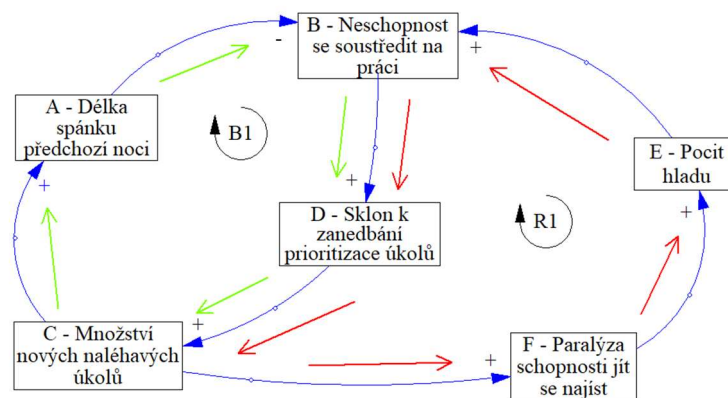 B - Neschopnost
se soustředit na
práci
-
+
A - Délka
spánku
předchozí noci
B1
+
+
E - Pocit
hladu
D - Sklon k
zanedbání
prioritizace úkolů
R1
+
C - Množství
nových naléhavých
úkolů
+
+
F - Paralýza
schopnosti jít
se najíst